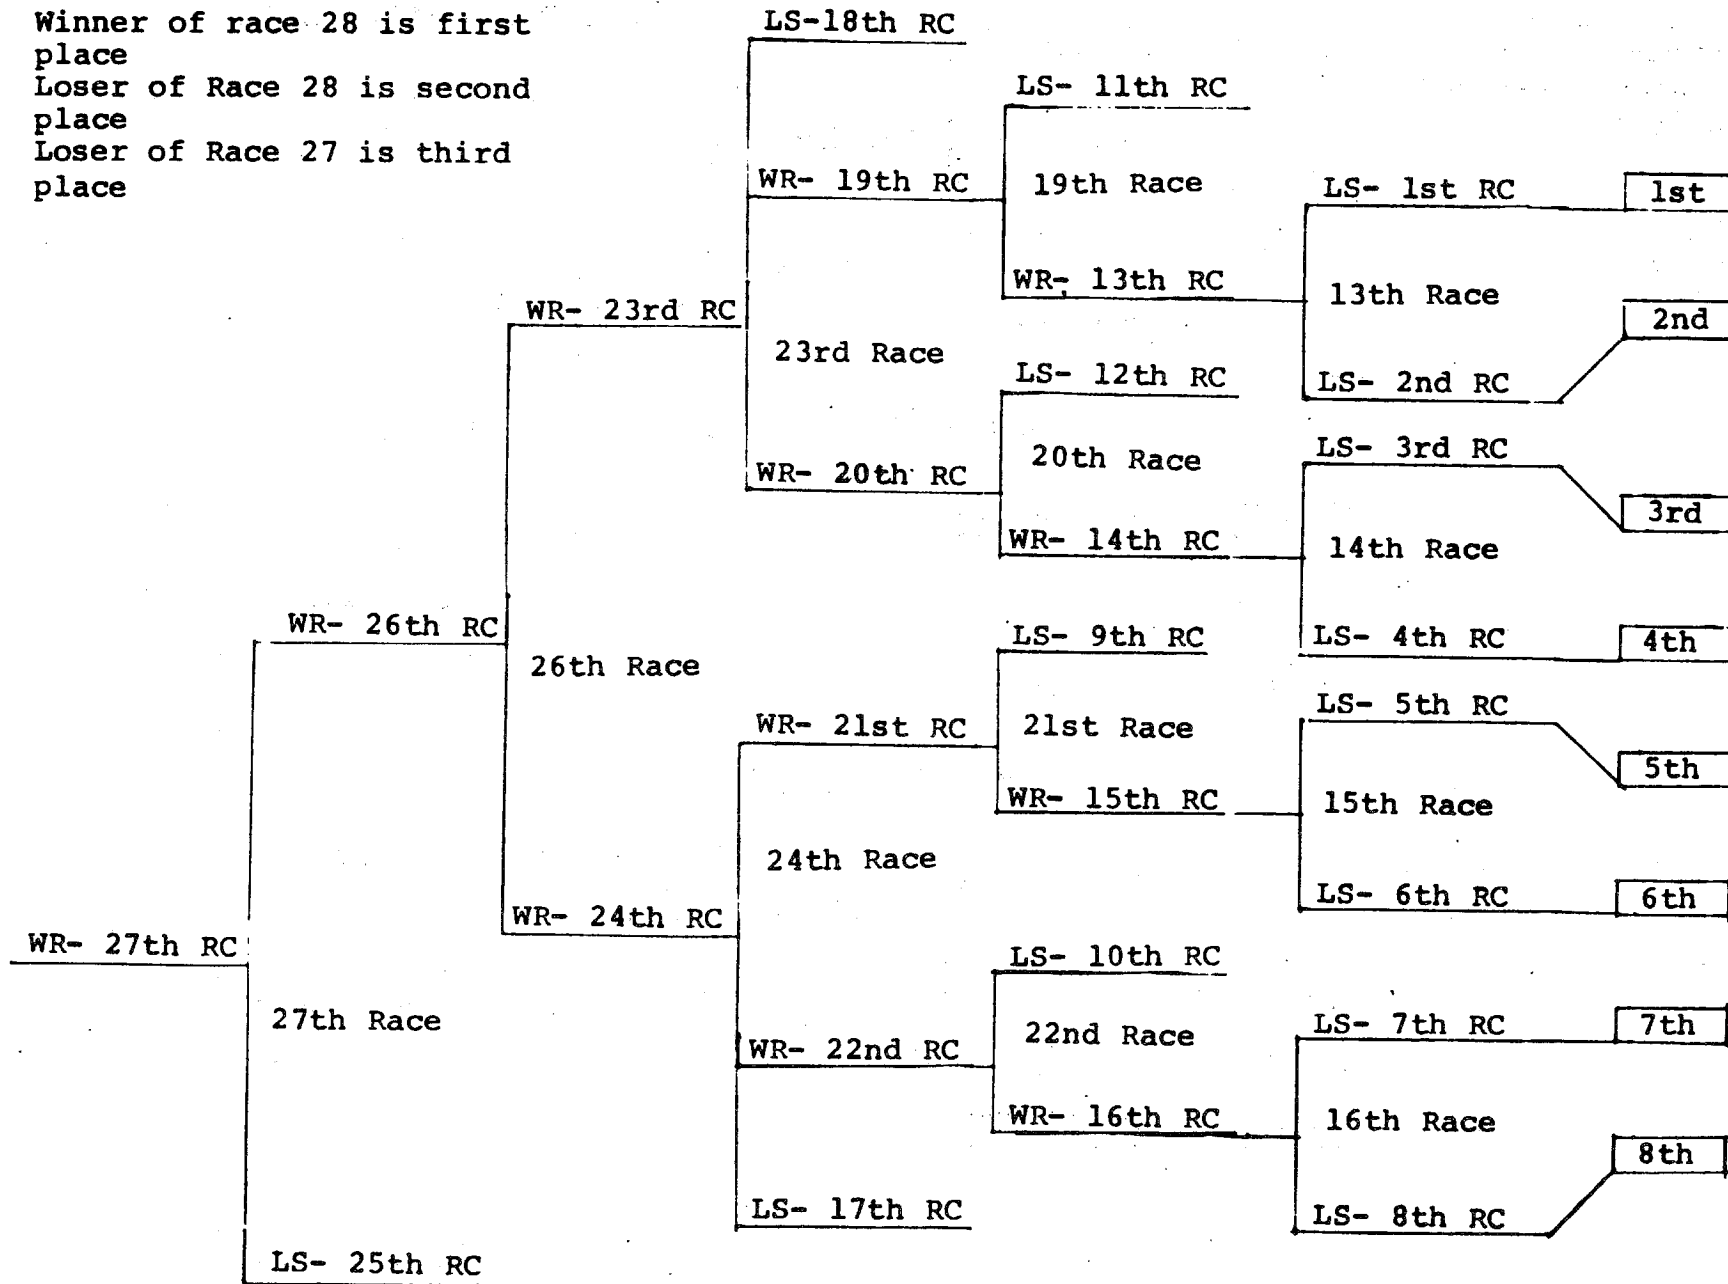 Winner of race 28 is first
place
Loser of Race 28 is second
place
Loser of Race 27 is third
place
LS-18th RC
LS- 11th RC
WR- 19th RC
19th Race
LS- 1st RC
1st
WR- 13th RC
13th Race
WR- 23rd RC
2nd
23rd Race
LS- 12th RC
LS- 2nd RC
LS- 3rd RC
WR- 20th RC
20th Race
3rd
WR- 14th RC
14th Race
WR- 26th RC
LS- 9th RC
LS- 4th RC
4th
26th Race
LS- 5th RC
WR- 21st RC
21st Race
5th
WR- 15th RC
15th Race
24th Race
LS- 6th RC
6th
WR- 24th RC
WR- 27th RC
LS- 10th RC
27th Race
LS- 7th RC
7th
WR- 22nd RC
22nd Race
WR- 16th RC
16th Race
8th
LS- 17th RC
LS- 8th RC
LS- 25th RC